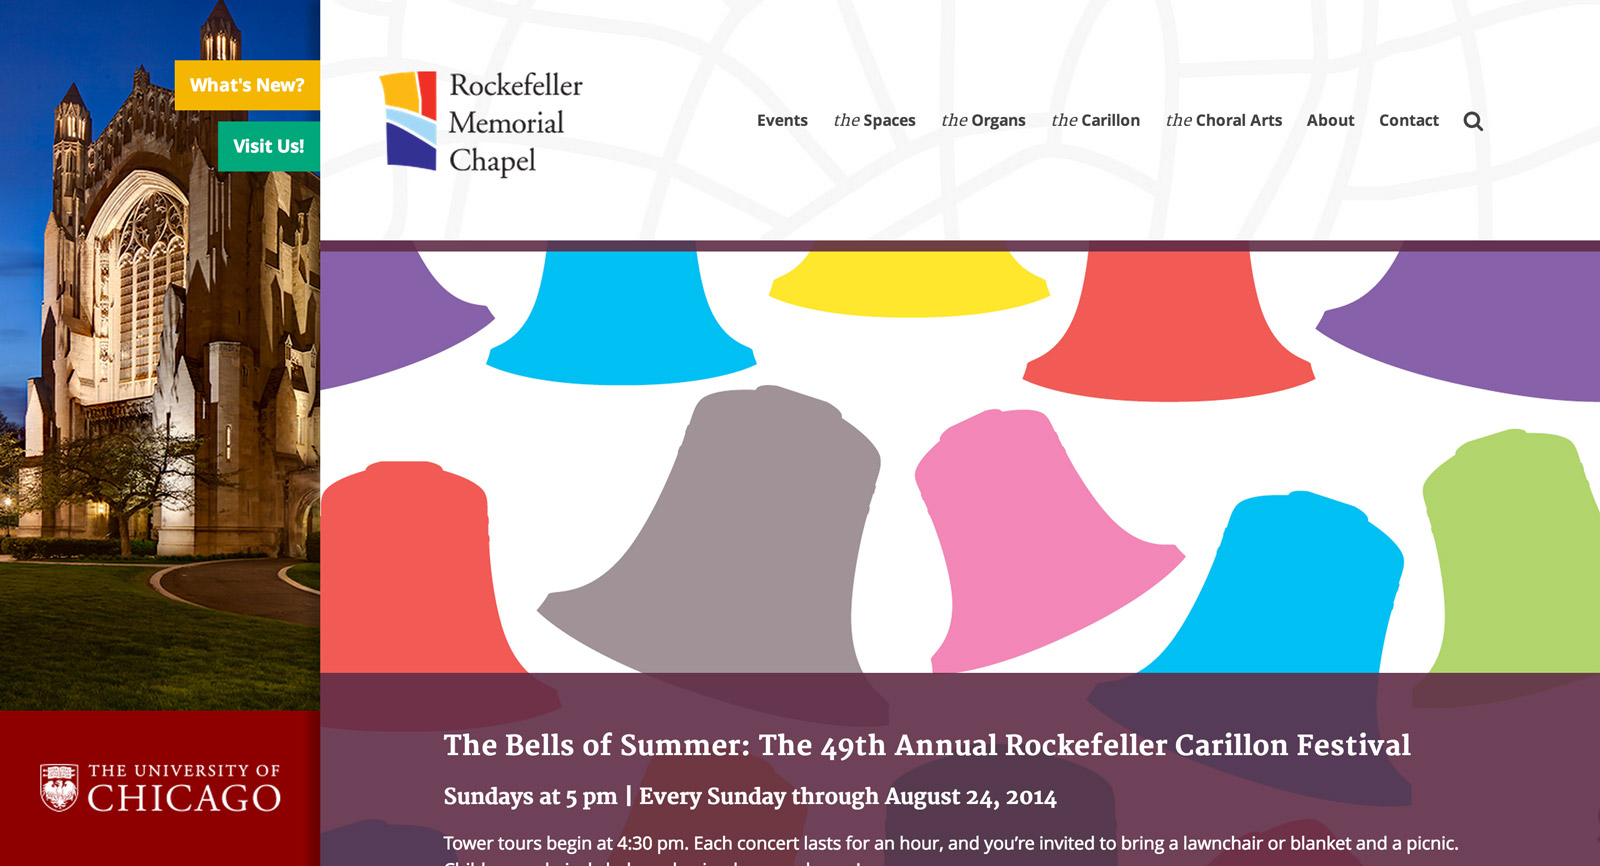 What's New?
Visit Us!
Rockefeller
Memorial
Chapel
Events the Spaces the Organs the Carillon the Choral Arts About Contact
The Bells of Summer: The 49th Annual Rockefeller Carillon Festival
Sundays at 5 pm | Every Sunday through August 24, 2014
Tower tours begin at 4:30 pm. Each concert lasts for an hour, and you’re invited to bring a lawnchair or blanket and a picnic.
THE UNIVERSITY OF
CHICAGO